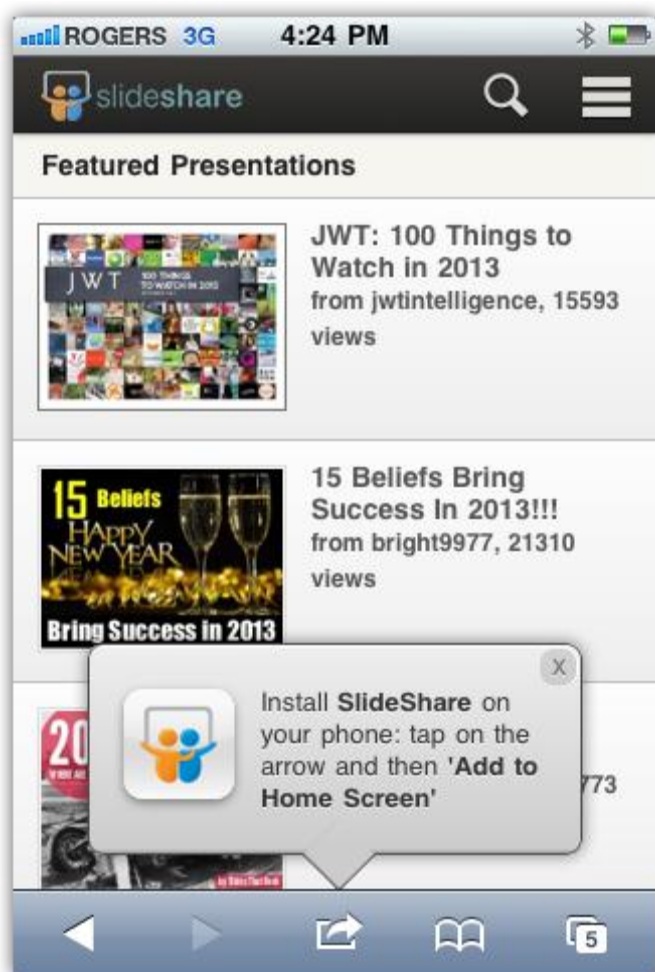 ROGERS 3G 4:24 PM
slideshare
Featured Presentations
JWT
100 THINGS
TO WATCH IN 2013
JWT: 100 Things to
Watch in 2013
from jwtintelligence, 15593
views
15 Beliefs
HAPPY
NEW YEAR
Bring Success in 2013
15 Beliefs Bring
Success In 2013!!!
from bright9977, 21310
views
20
773
X
Install SlideShare on
your phone: tap on the
arrow and then 'Add to
Home Screen'
5